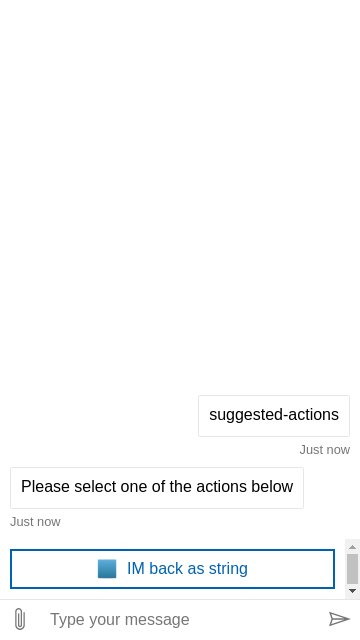 suggested-actions
Just now
Please select one of the actions below
Just now
IM back as string
Type your message